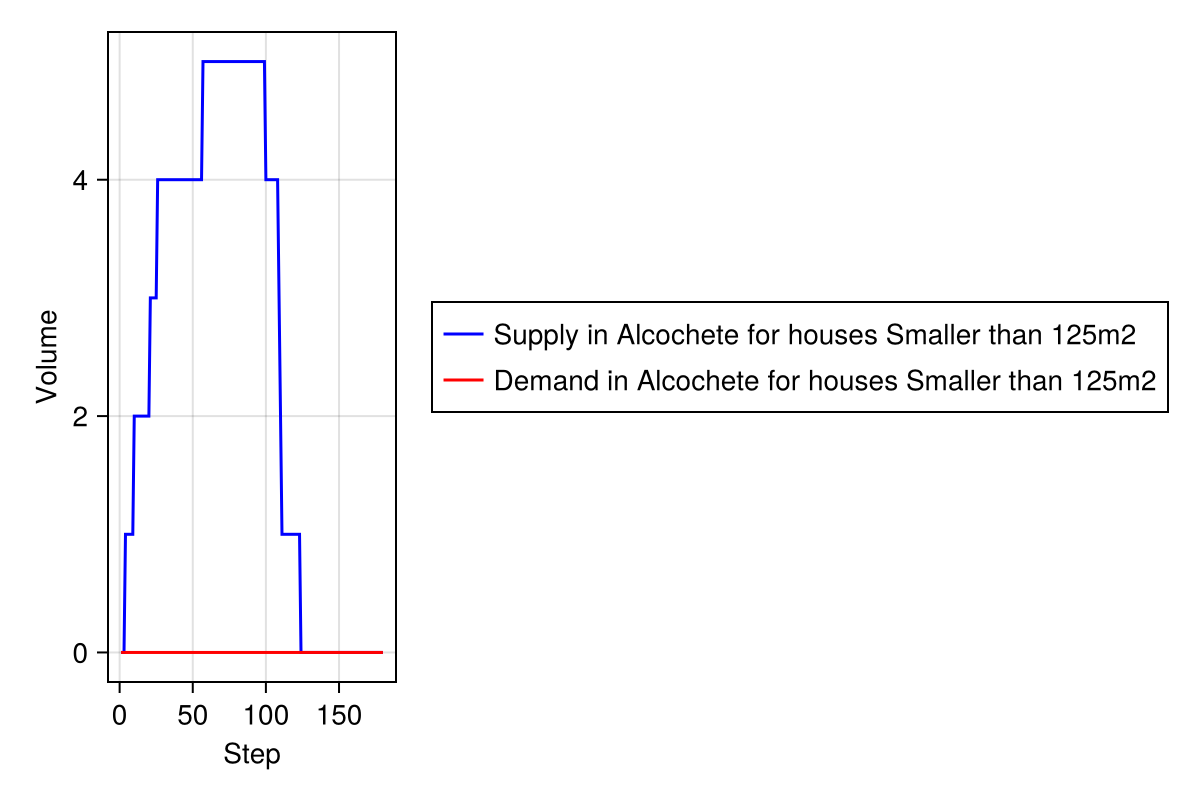 Volume
4
2
0
0 50 100 150
Step
Supply in Alcochete for houses Smaller than 125m2
Demand in Alcochete for houses Smaller than 125m2